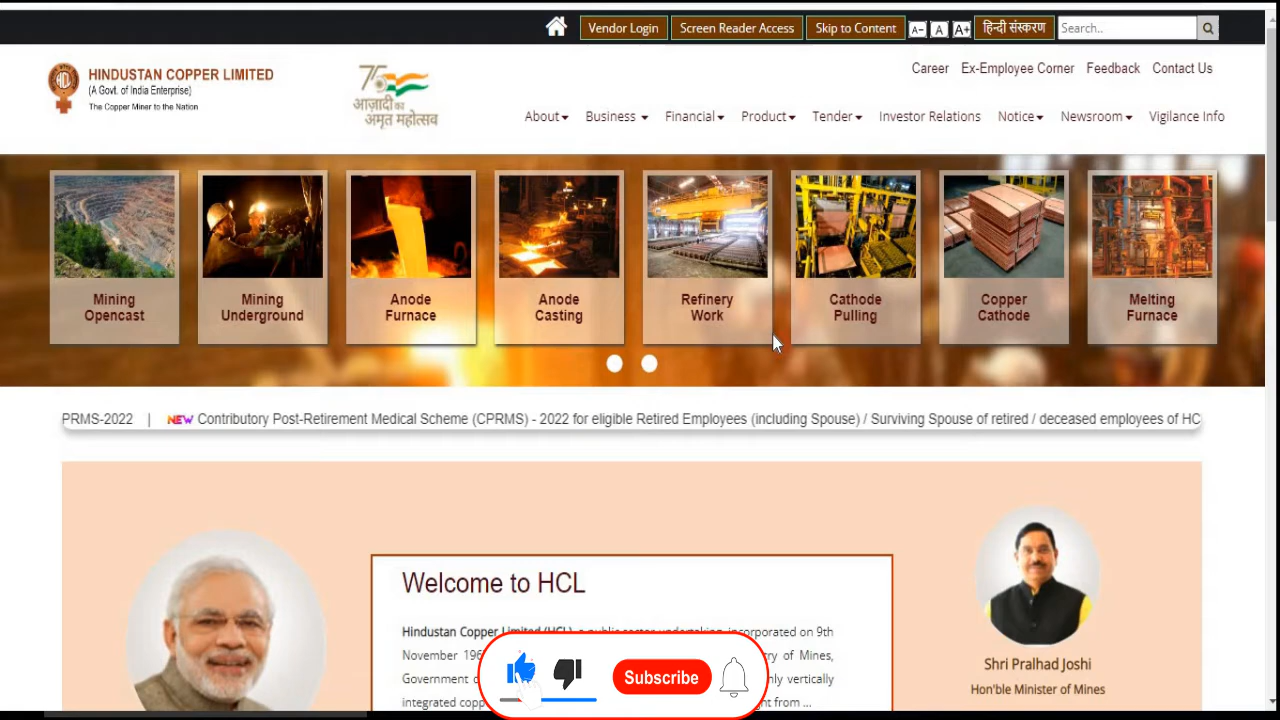 Vendor Login Screen Reader Access Skip to Content A- A A+ हिन्दी संस्करण Search..
HCL
HINDUSTAN COPPER LIMITED
(A Govt. of India Enterprise)
The Copper Miner to the Nation
75
आज़ादी का
अमृत महोत्सव
Career Ex-Employee Corner Feedback Contact Us
About Business Financial Product Tender Investor Relations Notice Newsroom Vigilance Info
Mining
Opencast
Mining
Underground
Anode
Furnace
Anode
Casting
Refinery
Work
Cathode
Pulling
Copper
Cathode
Melting
Furnace
PRMS-2022 | NEW Contributory Post-Retirement Medical Scheme (CPRMS) - 2022 for eligible Retired Employees (including Spouse) / Surviving Spouse of retired / deceased employees of HC
Welcome to HCL
Hindustan Copper Limited (HCL), a public sector undertaking, incorporated on 9th
November 196 ry of Mines,
Government nly vertically
integrated ght from ...
Shri Pralhad Joshi
Hon'ble Minister of Mines
Subscribe